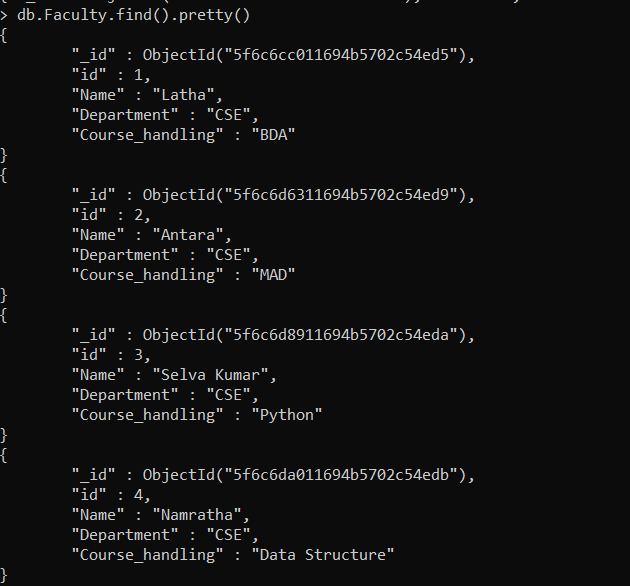 > db.Faculty.find().pretty()
{
"_id" : ObjectId("5f6c6cc011694b5702c54ed5"),
"id" : 1,
"Name" : "Latha",
"Department" : "CSE",
"Course_handling" : "BDA"
}
{
"_id" : ObjectId("5f6c6d6311694b5702c54ed9"),
"id" : 2,
"Name" : "Antara",
"Department" : "CSE",
"Course_handling" : "MAD"
}
{
"_id" : ObjectId("5f6c6d8911694b5702c54eda"),
"id" : 3,
"Name" : "Selva Kumar",
"Department" : "CSE",
"Course_handling" : "Python"
}
{
"_id" : ObjectId("5f6c6da011694b5702c54edb"),
"id" : 4,
"Name" : "Namratha",
"Department" : "CSE",
"Course_handling" : "Data Structure"
}